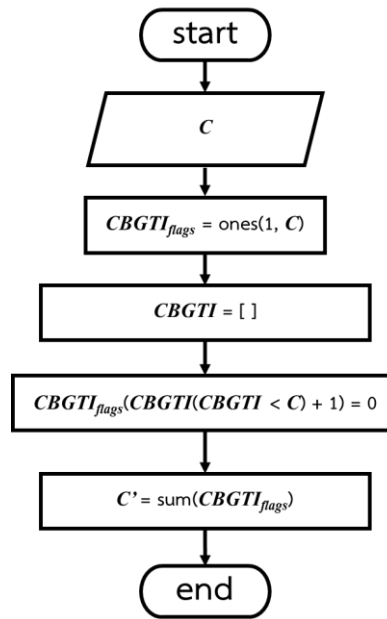 start
C
CBGTI_flags = ones(1, C)
CBGTI = [ ]
CBGTI_flags(CBGTI(CBGTI < C) + 1) = 0
C’ = sum(CBGTI_flags)
end